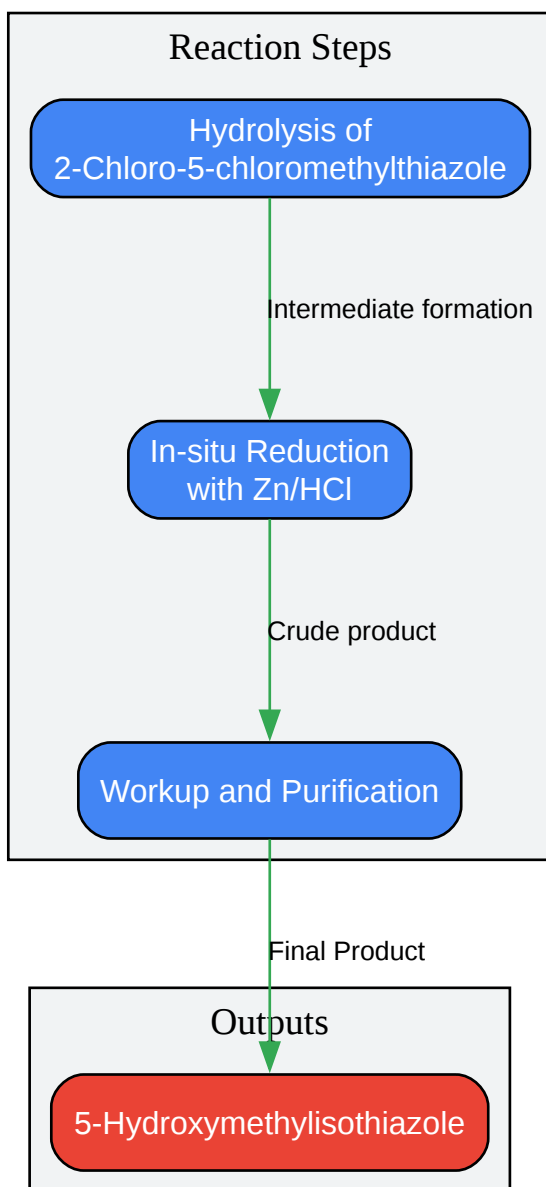 Reaction Steps
Hydrolysis of
2-Chloro-5-chloromethylthiazole
Intermediate formation
In-situ Reduction
with Zn/HCl
Crude product
Workup and Purification
Final Product
Outputs
5-Hydroxymethylisothiazole